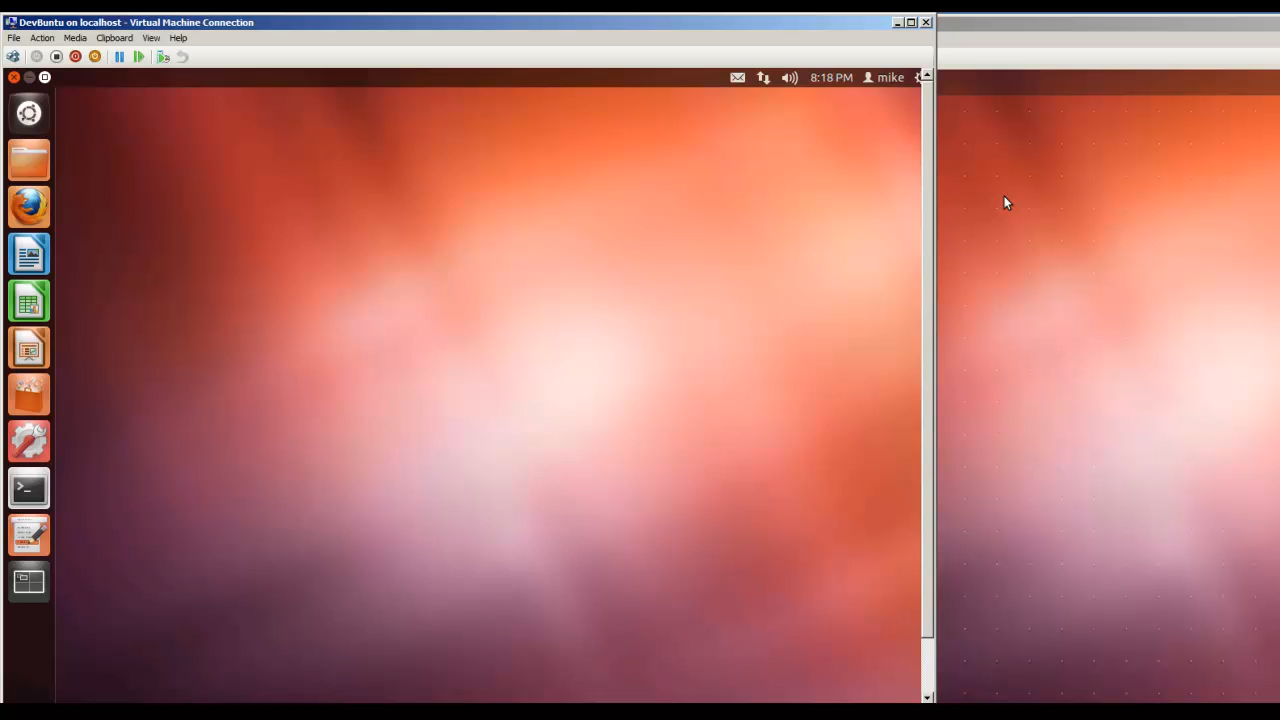 DevBuntu on localhost - Virtual Machine Connection
File Action Media Clipboard View Help
8:18 PM mike
>_